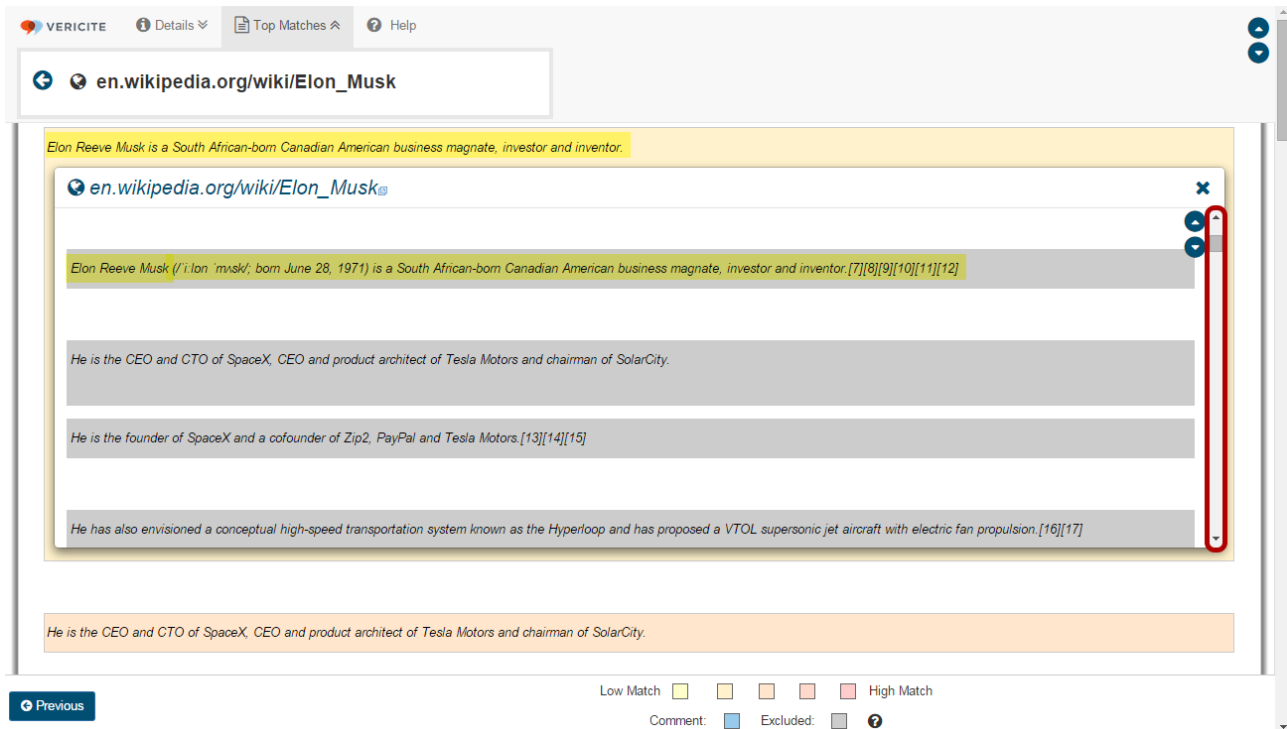 VERICITE Details Top Matches Help
en.wikipedia.org/wiki/Elon_Musk
Elon Reeve Musk is a South African-born Canadian American business magnate, investor and inventor.
en.wikipedia.org/wiki/Elon_Musk
Elon Reeve Musk (/ˈiːlɒn ˈmʌsk/; born June 28, 1971) is a South African-born Canadian American business magnate, investor and inventor.[7][8][9][10][11][12]
He is the CEO and CTO of SpaceX, CEO and product architect of Tesla Motors and chairman of SolarCity.
He is the founder of SpaceX and a cofounder of Zip2, PayPal and Tesla Motors.[13][14][15]
He has also envisioned a conceptual high-speed transportation system known as the Hyperloop and has proposed a VTOL supersonic jet aircraft with electric fan propulsion.[16][17]
He is the CEO and CTO of SpaceX, CEO and product architect of Tesla Motors and chairman of SolarCity.
Previous
Low Match High Match
Comment: Excluded: